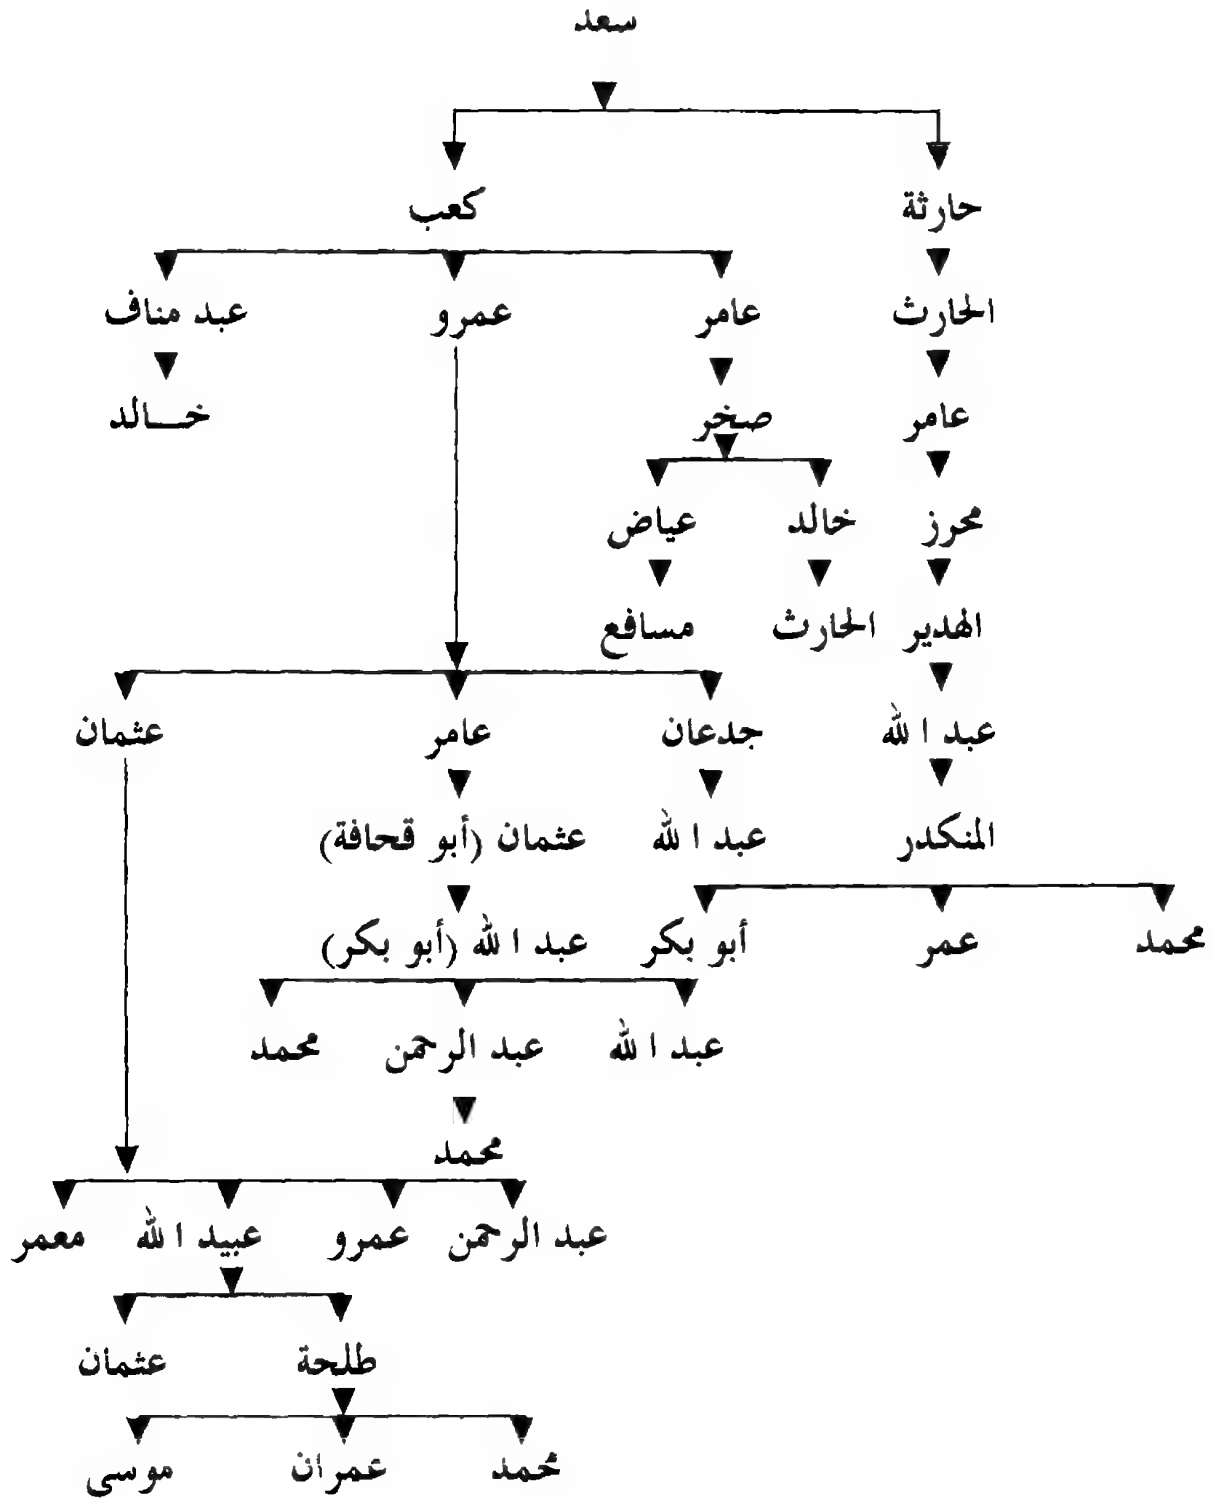 سعد
حارثة كعب
الحارث عامر عمرو عبد مناف
عامر صخر خالد
محرز خالد عياض
الهدير الحارث مسافع
عبد الله جدعان عامر عثمان
المنكدر عبد الله عثمان (أبو قحافة)
محمد عمر أبو بكر عبد الله (أبو بكر)
عبد الله عبد الرحمن محمد
محمد
عبد الرحمن عمرو عبيد الله معمر
طلحة عثمان
محمد عمران موسى